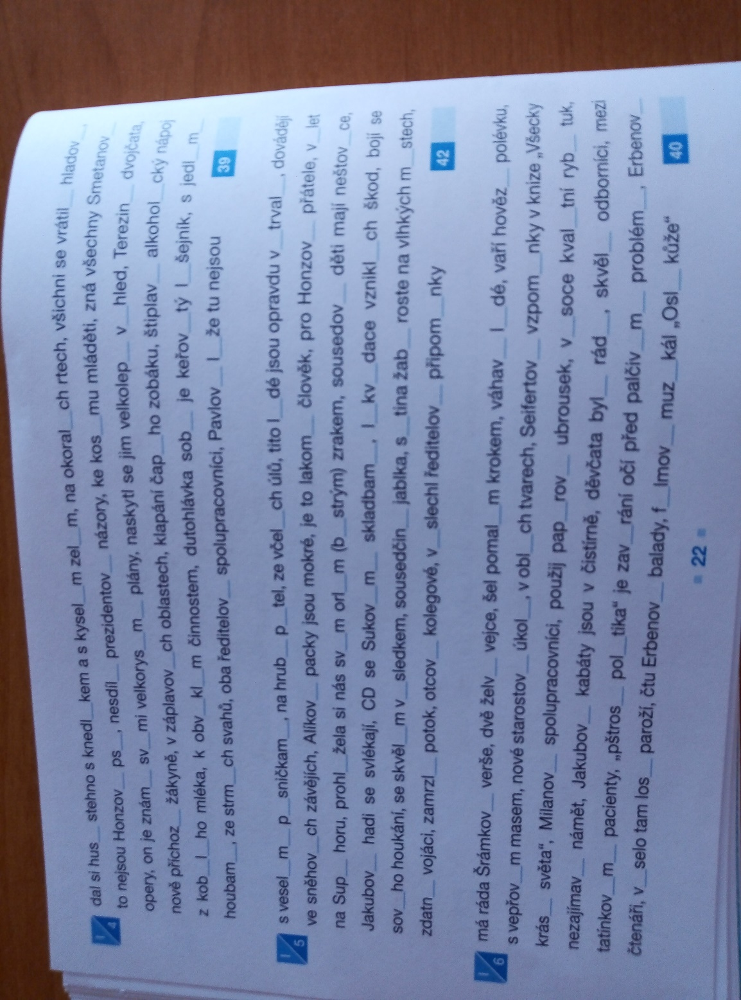 1/4 dal si hus__ stehno s knedl__kem a s kysel__m zel__m, na okoral__ch rtech, všichni se vrátil__ hladov__,
to nejsou Honzov__ ps__, nesdíl__ prezidentov__ názory, ke kos__mu mláděti, zná všechny Smetanov__
opery, on je znám__ sv__mi velkorys__m__ plány, naskytl se jim velkolep__ v__hled, Terezin__ dvojčata,
nově příchoz__ žákyně, v záplavov__ch oblastech, klapání čap__ho zobáku, štiplav__ alkohol__cký nápoj
z kob__l__ho mléka, k obv__kl__m činnostem, dutohlávka sob__ je keřov__tý l__šejník, s jedl__m__
houbam__, ze strm__ch svahů, oba ředitelov__ spolupracovníci, Pavlov__ l__že tu nejsou
39
1/5 s vesel__m__ p__sničkam__, na hrub__ p__tel, ze včel__ch úlů, tito l__dé jsou opravdu v__trval__, dovádějí
ve sněhov__ch závějích, Alíkov__ packy jsou mokré, je to lakom__ člověk, pro Honzov__ přátele, v__let
na Sup__ horu, prohl__žela si nás sv__m orl__m (b__strým) zrakem, sousedov__ děti mají neštov__ce,
Jakubov__ hadi se svlékají, CD se Sukov__m__ skladbam__, l__kv__dace vznikl__ch škod, bojí se
sov__ho houkání, se skvěl__m v__sledkem, sousedčin__ jablka, s__tina žab__ roste na vlhkých m__stech,
zdatn__ vojáci, zamrzl__ potok, otcov__ kolegové, v__slechl ředitelov__ připom__nky
42
1/6 má ráda Šrámkov__ verše, dvě želv__ vejce, šel pomal__m krokem, váhav__ l__dé, vaří hověz__ polévku,
s vepřov__m masem, nové starostov__ úkol__, v obl__ch tvarech, Seifertov__ vzpom__nky v knize „Všecky
krás__ světa“, Milanov__ spolupracovníci, použij pap__rov__ ubrousek, v__soce kval__tní ryb__ tuk,
nezajímav__ námět, Jakubov__ kabáty jsou v čistírně, děvčata byl__ rád__, skvěl__ odborníci, mezi
tatínkov__m__ pacienty, „pštros__ pol__tika“ je zav__rání očí před palčiv__m__ problém__, Erbenov__
čtenáři, v__selo tam los__ paroží, čtu Erbenov__ balady, f__lmov__ muz__kál „Osl__ kůže“
40
22